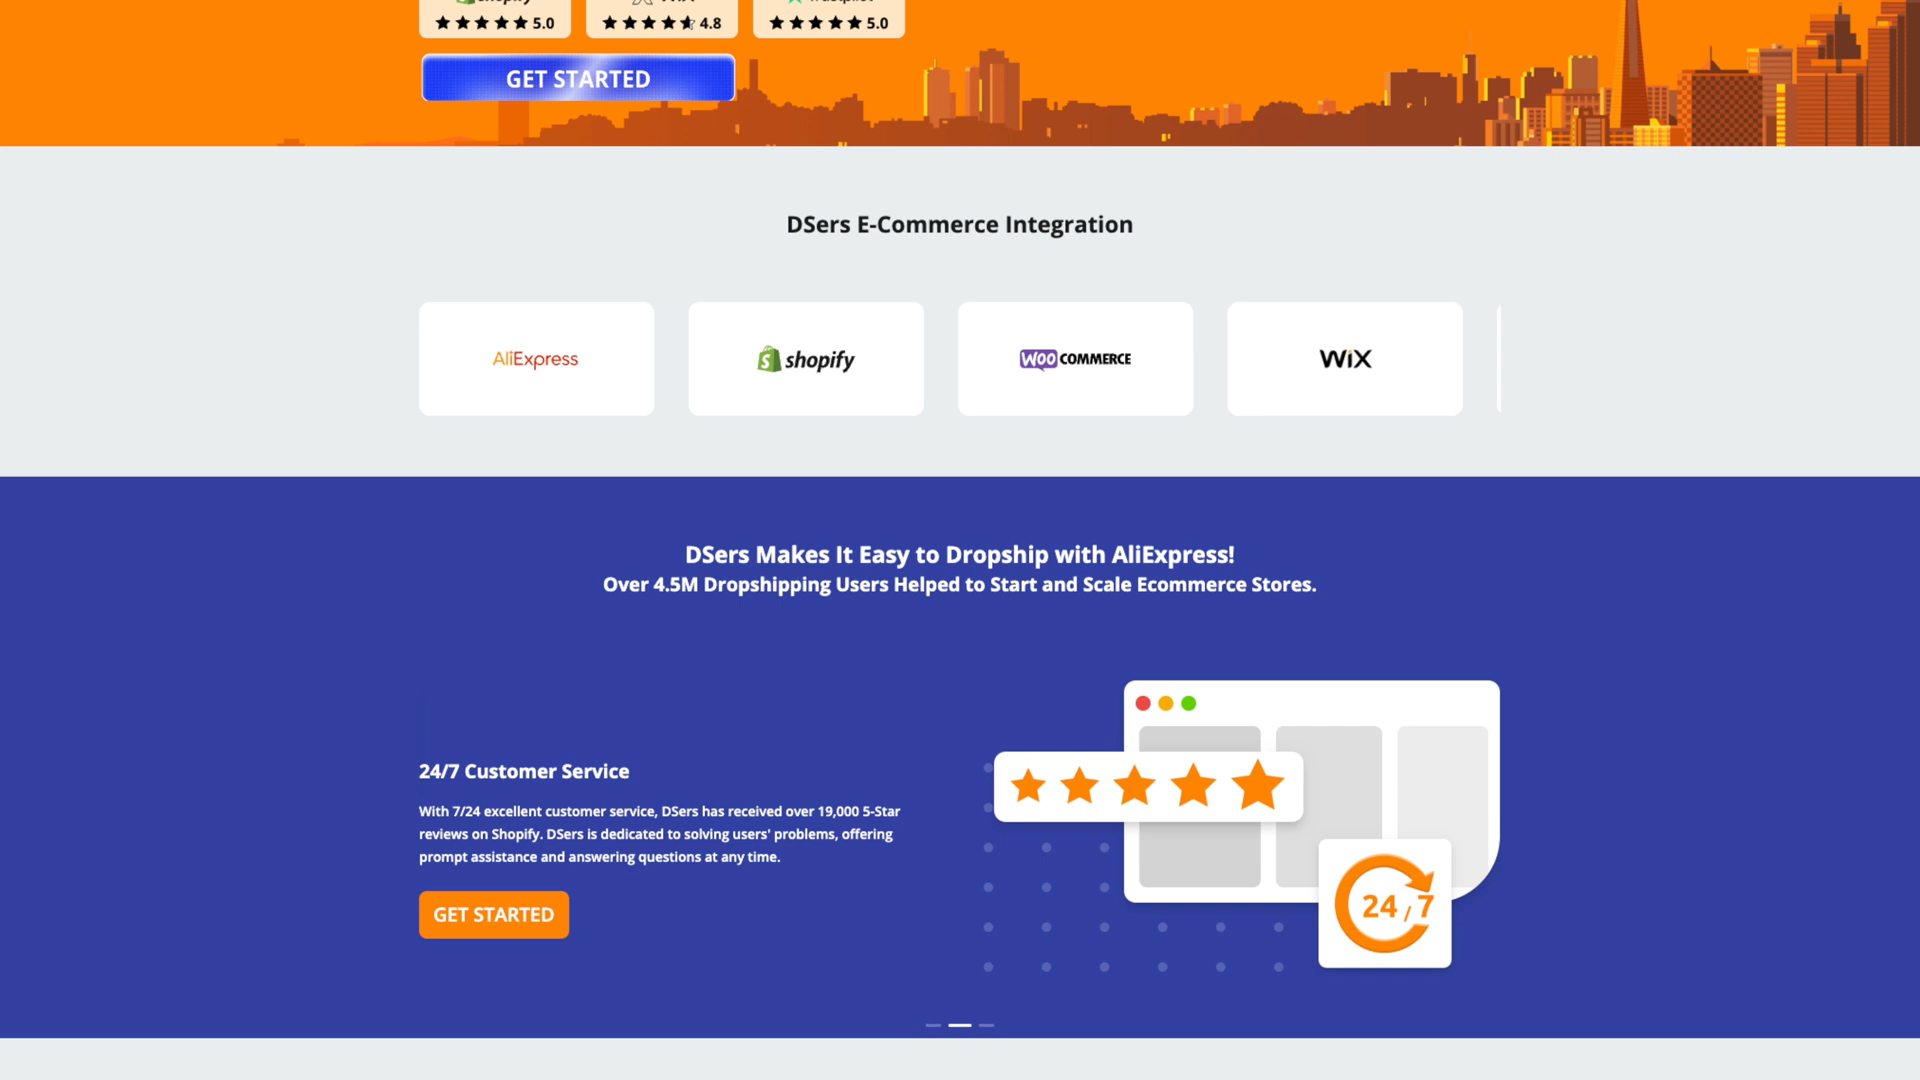 shopify
WIX
Trustpilot
5.0
4.8
5.0
GET STARTED
DSers E-Commerce Integration
AliExpress
shopify
WOO COMMERCE
WiX
DSers Makes It Easy to Dropship with AliExpress!
Over 4.5M Dropshipping Users Helped to Start and Scale Ecommerce Stores.
24/7 Customer Service
With 7/24 excellent customer service, DSers has received over 19,000 5-Star
reviews on Shopify. DSers is dedicated to solving users' problems, offering
prompt assistance and answering questions at any time.
GET STARTED
24 / 7